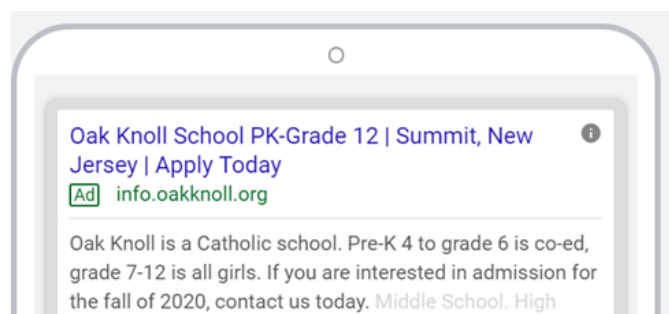 Oak Knoll School PK-Grade 12 | Summit, New
Jersey | Apply Today
Ad info.oakknoll.org
Oak Knoll is a Catholic school. Pre-K 4 to grade 6 is co-ed,
grade 7-12 is all girls. If you are interested in admission for
the fall of 2020, contact us today. Middle School. High